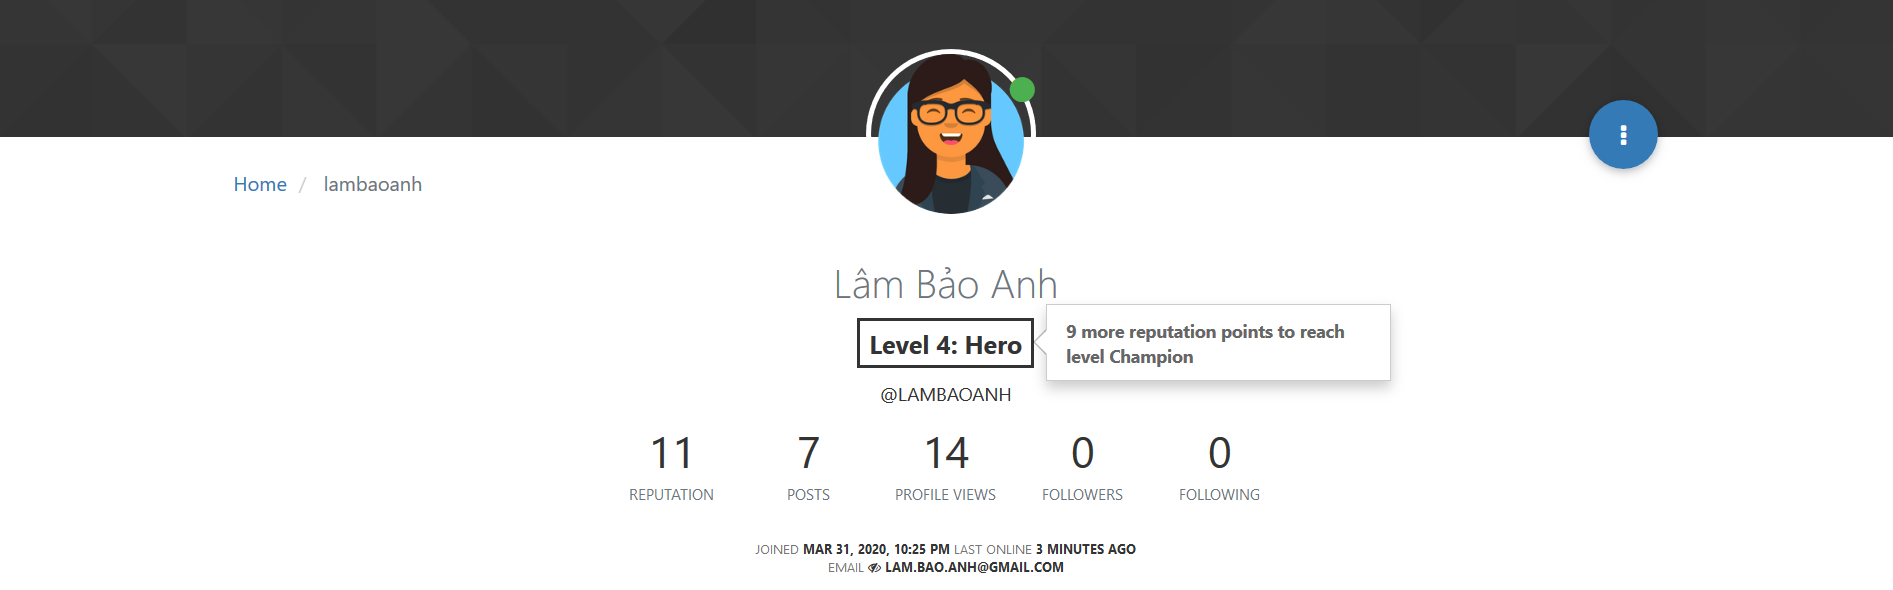 Home / lambaoanh
Lâm Bảo Anh
Level 4: Hero
9 more reputation points to reach
level Champion
@LAMBAOANH
11 7 14 0 0
REPUTATION POSTS PROFILE VIEWS FOLLOWERS FOLLOWING
JOINED MAR 31, 2020, 10:25 PM LAST ONLINE 3 MINUTES AGO
EMAIL LAM.BAO.ANH@GMAIL.COM